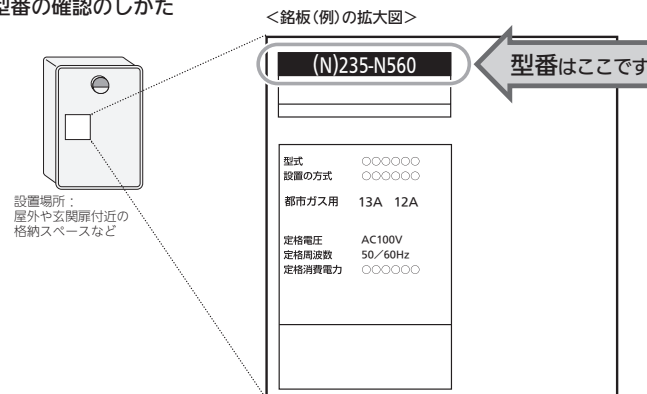 型番の確認のしかた
<銘板(例)の拡大図>
(N)235-N560
型番はここです
設置場所：
屋外や玄関扉付近の
格納スペースなど
型式 ○○○○○○
設置の方式 ○○○○○○
都市ガス用 13A 12A
定格電圧 AC100V
定格周波数 50／60Hz
定格消費電力 ○○○○○○